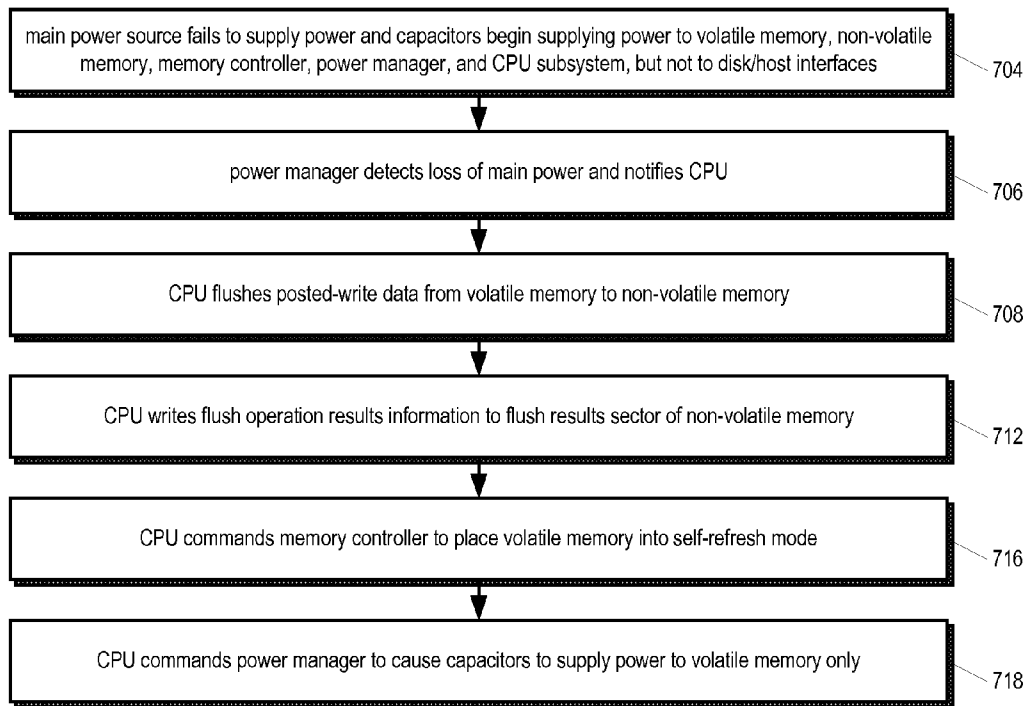 main power source fails to supply power and capacitors begin supplying power to volatile memory, non-volatile
memory, memory controller, power manager, and CPU subsystem, but not to disk/host interfaces
704
power manager detects loss of main power and notifies CPU
706
CPU flushes posted-write data from volatile memory to non-volatile memory
708
CPU writes flush operation results information to flush results sector of non-volatile memory
712
CPU commands memory controller to place volatile memory into self-refresh mode
716
CPU commands power manager to cause capacitors to supply power to volatile memory only
718